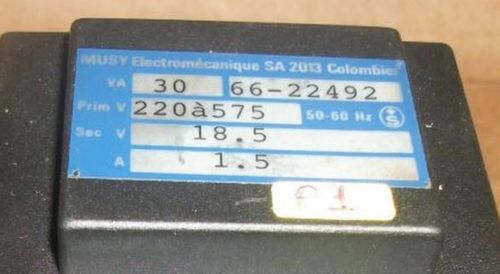 MUSY Electromécanique SA 2013 Colombier
VA 30 66-22492
Prim V 220à575 50-60 Hz
Sec V 18.5
A 1.5